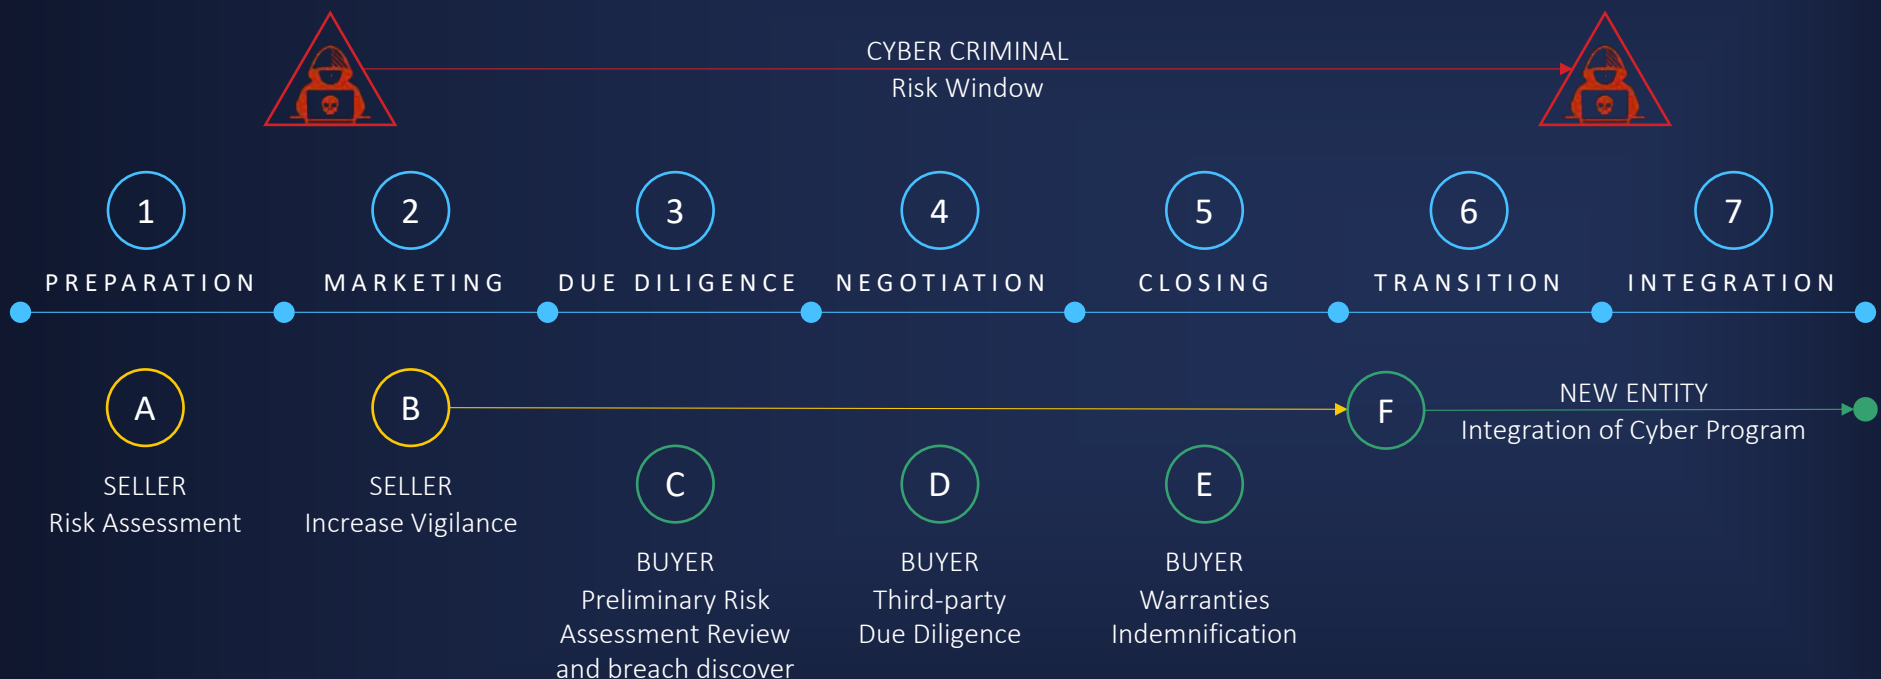 CYBER CRIMINAL
Risk Window
1
2
3
4
5
6
7
PREPARATION
MARKETING
DUE DILIGENCE
NEGOTIATION
CLOSING
TRANSITION
INTEGRATION
A
SELLER
Risk Assessment
B
SELLER
Increase Vigilance
C
BUYER
Preliminary Risk
Assessment Review
and breach discover
D
BUYER
Third-party
Due Diligence
E
BUYER
Warranties
Indemnification
F
NEW ENTITY
Integration of Cyber Program